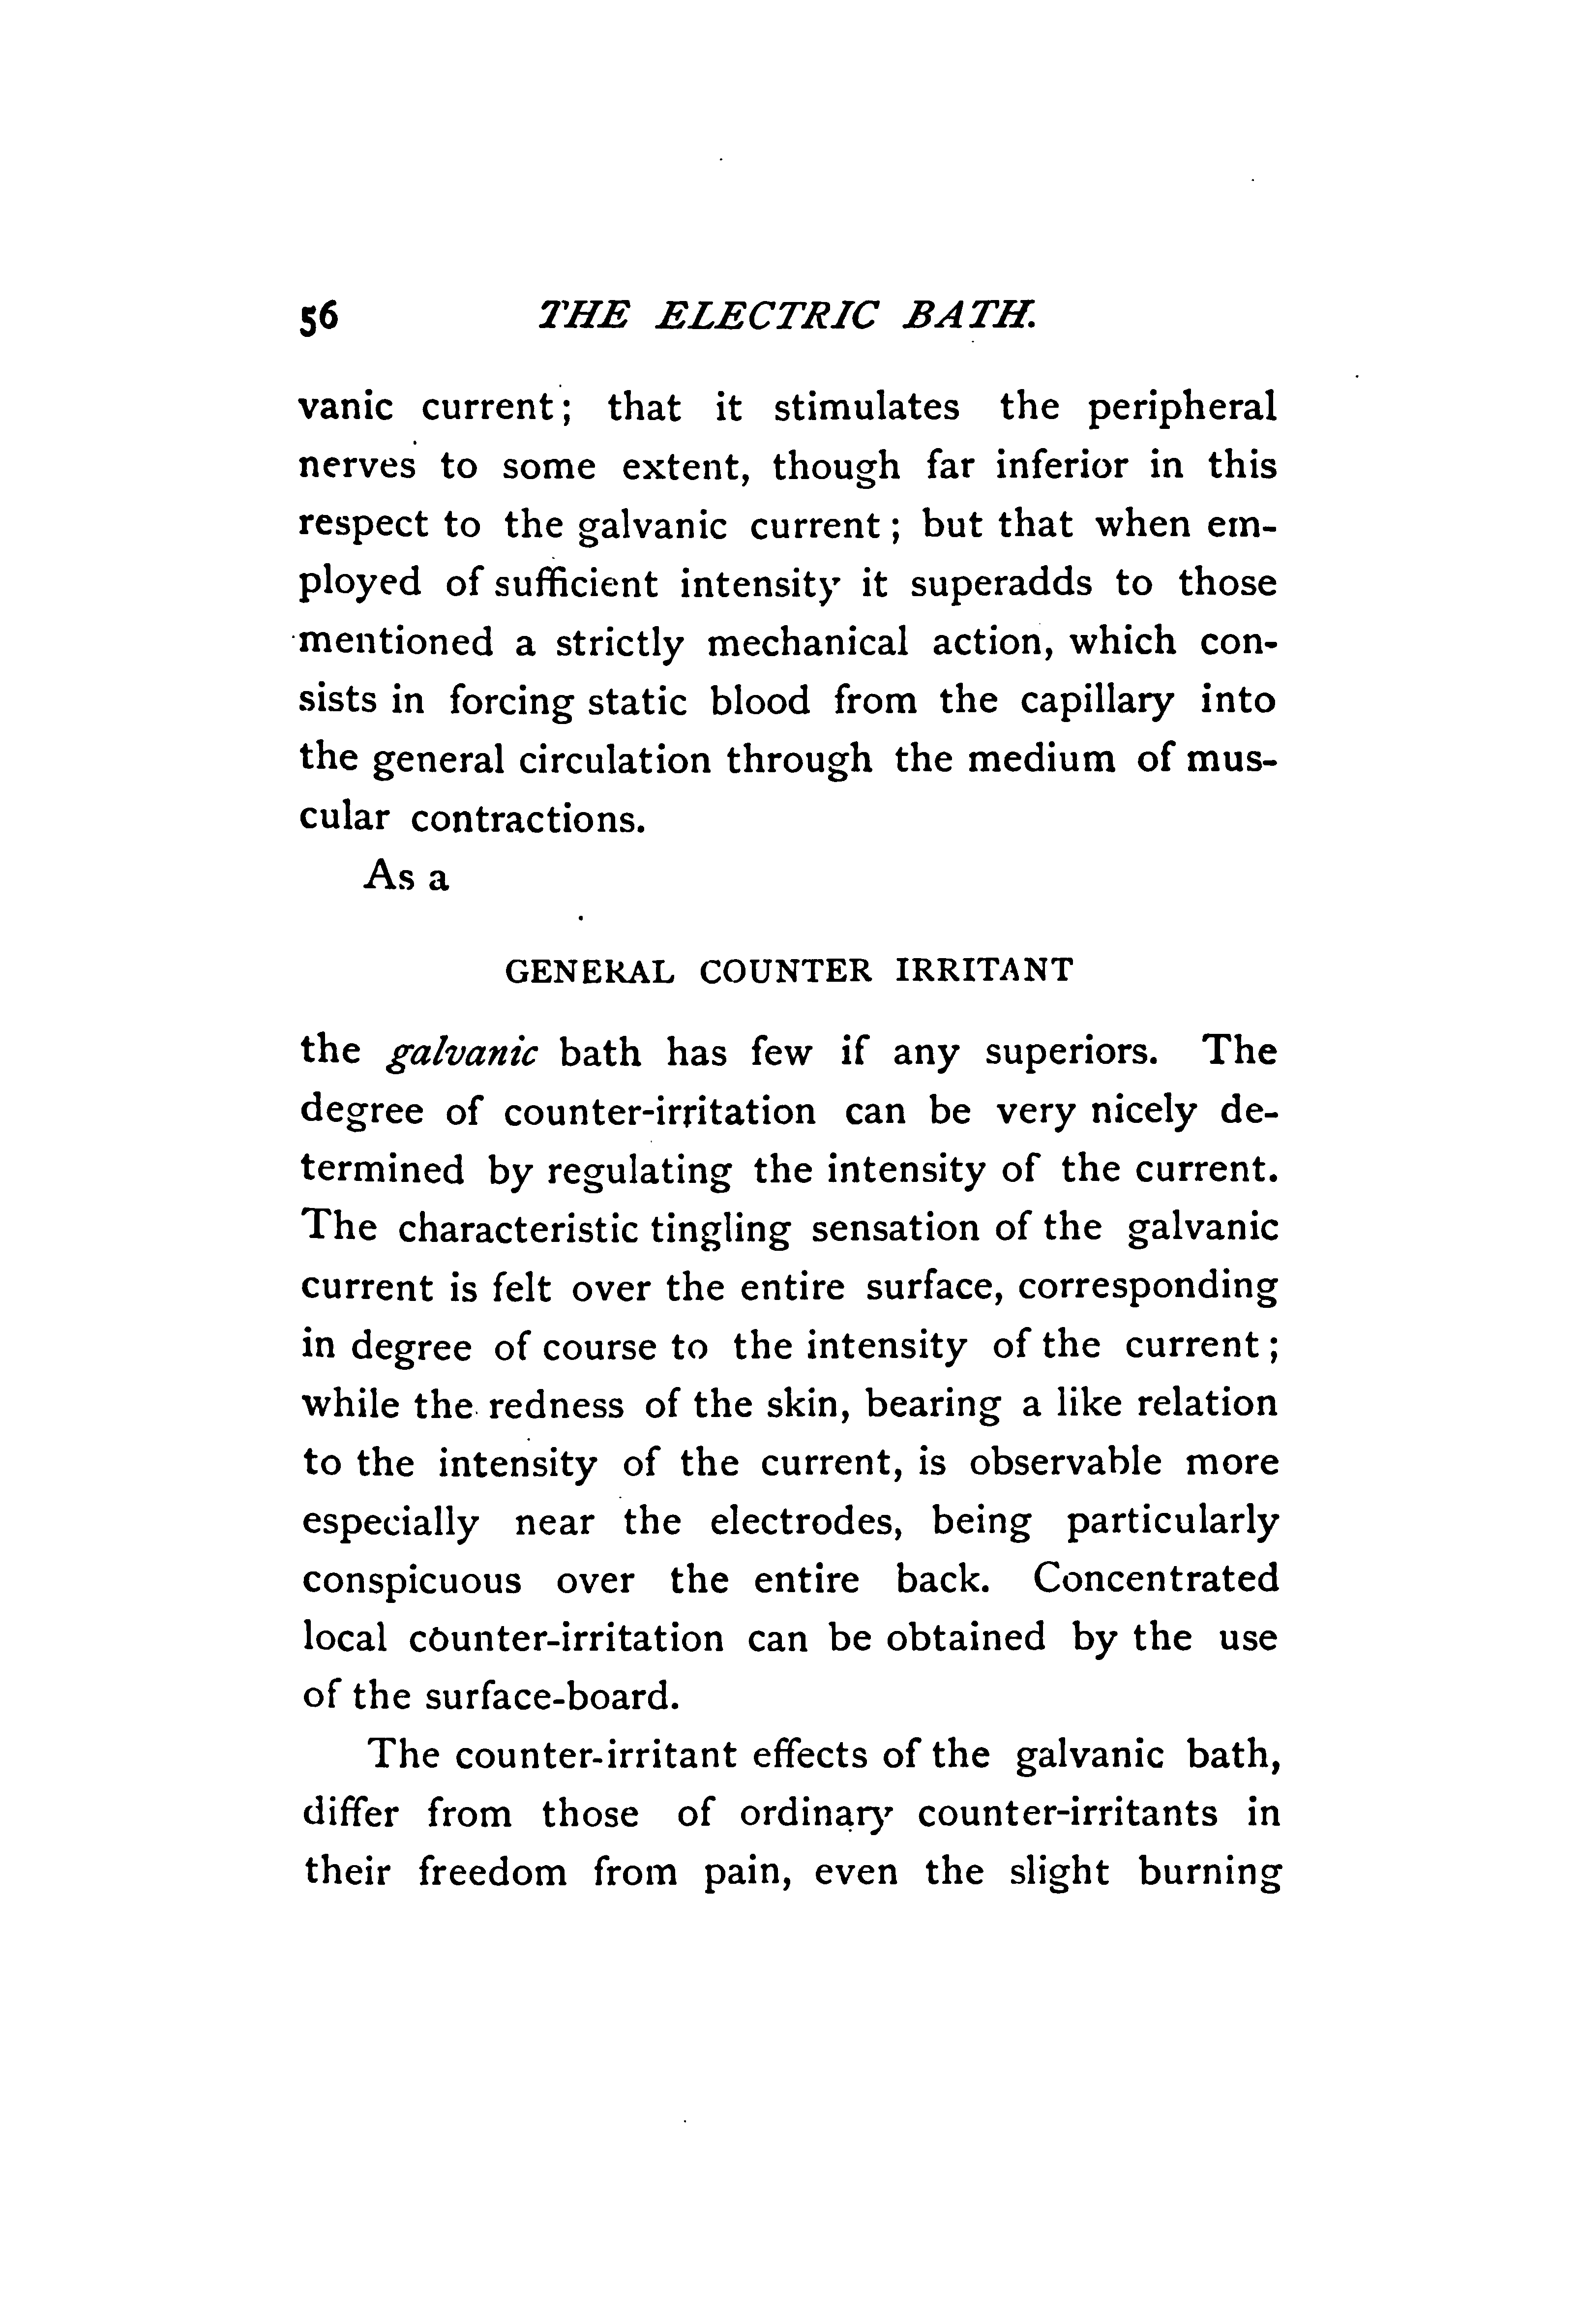 56 THE ELECTRIC BATH.
vanic current; that it stimulates the peripheral
nerves to some extent, though far inferior in this
respect to the galvanic current; but that when em-
ployed of sufficient intensity it superadds to those
mentioned a strictly mechanical action, which con-
sists in forcing static blood from the capillary into
the general circulation through the medium of mus-
cular contractions.
As a
GENERAL COUNTER IRRITANT
the galvanic bath has few if any superiors. The
degree of counter-irritation can be very nicely de-
termined by regulating the intensity of the current.
The characteristic tingling sensation of the galvanic
current is felt over the entire surface, corresponding
in degree of course to the intensity of the current;
while the redness of the skin, bearing a like relation
to the intensity of the current, is observable more
especially near the electrodes, being particularly
conspicuous over the entire back. Concentrated
local counter-irritation can be obtained by the use
of the surface-board.
The counter-irritant effects of the galvanic bath,
differ from those of ordinary counter-irritants in
their freedom from pain, even the slight burning